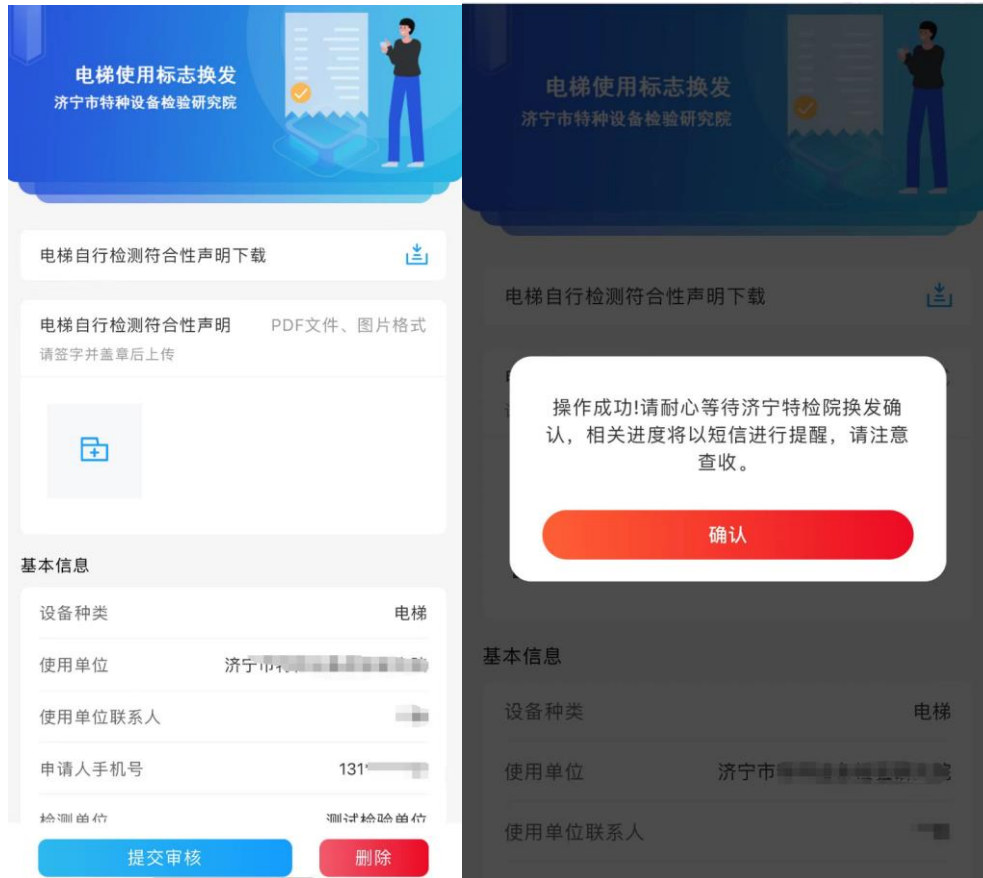 电梯使用标志换发
济宁市特种设备检验研究院
电梯自行检测符合性声明下载
电梯自行检测符合性声明 PDF文件、图片格式
请签字并盖章后上传
基本信息
设备种类 电梯
使用单位 济宁市
使用单位联系人
申请人手机号 131
检测单位 测试检验单位
提交审核 删除
电梯使用标志换发
济宁市特种设备检验研究院
电梯自行检测符合性声明下载
操作成功!请耐心等待济宁特检院换发确
认，相关进度将以短信进行提醒，请注意
查收。
确认
基本信息
设备种类 电梯
使用单位 济宁市
使用单位联系人